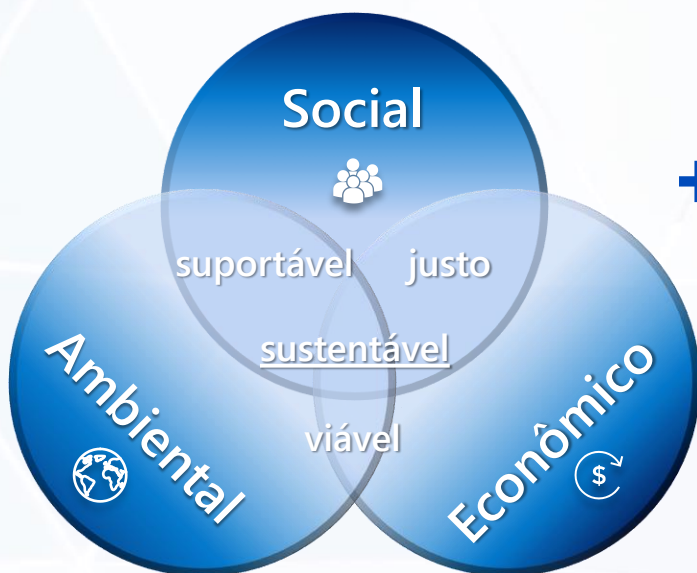 Social
suportável justo
sustentável
Ambiental
Econômico
viável
$
+